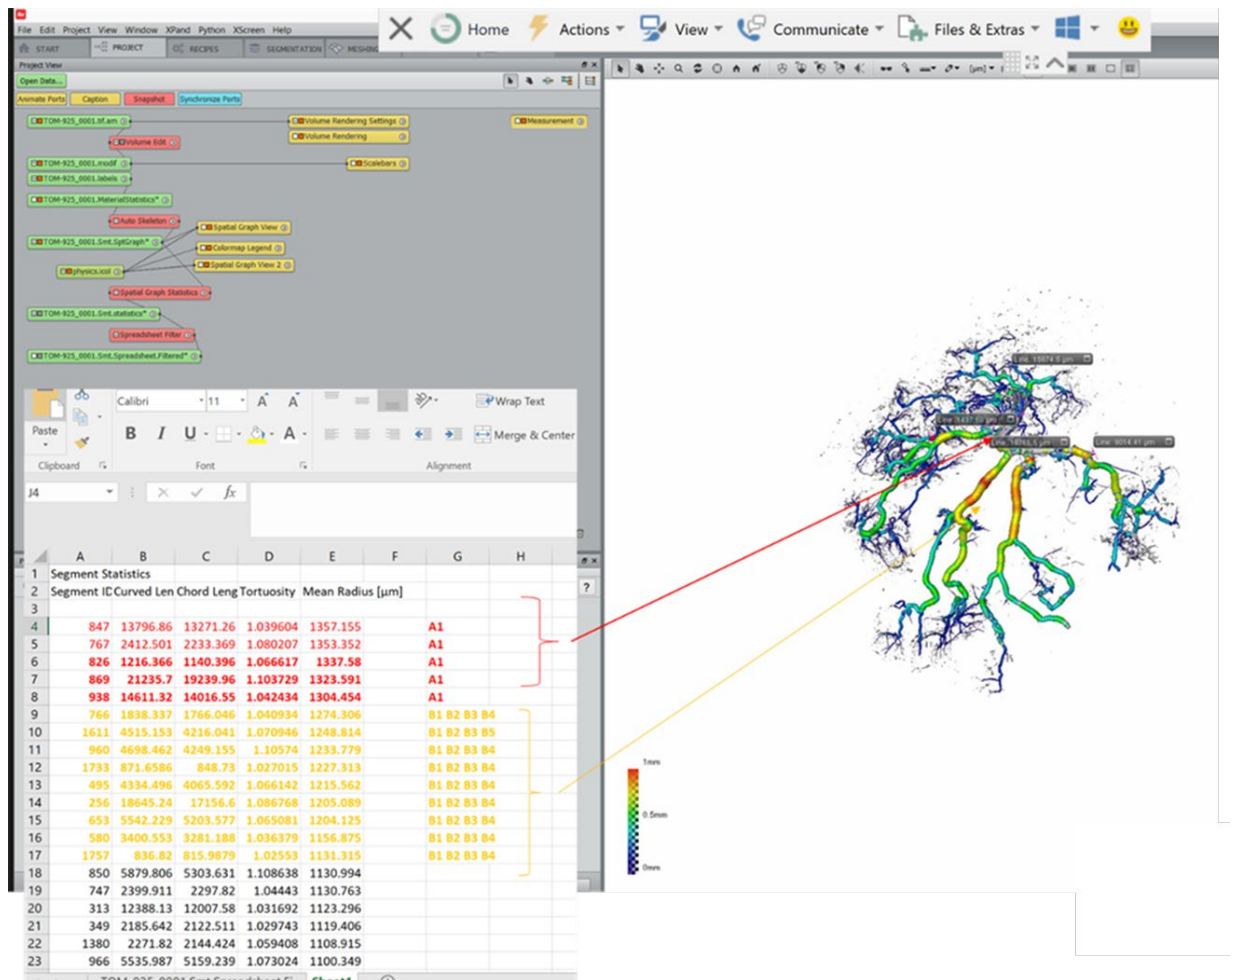 Home Actions View Communicate Files & Extras
File Edit Project View Window XPand Python XScreen Help
START PROJECT RECIPES SEGMENTATION
Project View
Open Data...
Animate Ports Caption Snapshot Synchronize Ports
TOM-925_0001.tif.am Volume Rendering Settings Measurement
Volume Edit Volume Rendering
TOM-925_0001.modif Scalebars
TOM-925_0001.labels
TOM-925_0001.MaterialStatistics*
Auto Skeleton
Spatial Graph View
TOM-925_0001.Smt.SptGraph*
Colormap Legend
physics.icol Spatial Graph View 2
Spatial Graph Statistics
TOM-925_0001.Smt.statistics*
Spreadsheet Filter
TOM-925_0001.Smt.Spreadsheet.Filtered*
Calibri 11 A A Wrap Text
Paste B I U A Merge & Center
Clipboard Font Alignment
J4 fx
A B C D E F G H
1 Segment Statistics
2 Segment ID Curved Len Chord Leng Tortuosity Mean Radius [µm]
3
4 847 13796.86 13271.26 1.039604 1357.155 A1
5 767 2412.501 2233.369 1.080207 1353.352 A1
6 826 1216.366 1140.396 1.066617 1337.58 A1
7 869 21235.7 19239.96 1.103729 1323.591 A1
8 938 14611.32 14016.55 1.042434 1304.454 A1
9 766 1838.337 1766.046 1.040934 1274.306 B1 B2 B3 B4
10 1611 4515.153 4216.041 1.070946 1248.814 B1 B2 B3 B5
11 960 4698.462 4249.155 1.10574 1233.779 B1 B2 B3 B4
12 1733 871.6586 848.73 1.027015 1227.313 B1 B2 B3 B4
13 495 4334.496 4065.592 1.066142 1215.562 B1 B2 B3 B4
14 256 18645.24 17156.6 1.086768 1205.089 B1 B2 B3 B4
15 653 5542.229 5203.577 1.065081 1204.125 B1 B2 B3 B4
16 580 3400.553 3281.188 1.036379 1156.875 B1 B2 B3 B4
17 1757 836.82 815.9879 1.02553 1131.315 B1 B2 B3 B4
18 850 5879.806 5303.631 1.108638 1130.994
19 747 2399.911 2297.82 1.04443 1130.763
20 313 12388.13 12007.58 1.031692 1123.296
21 349 2185.642 2122.511 1.029743 1119.406
22 1380 2271.82 2144.424 1.059408 1108.915
23 966 5535.987 5159.239 1.073024 1100.349
[µm]
Line
Line
Line
1mm
0.5mm
0mm